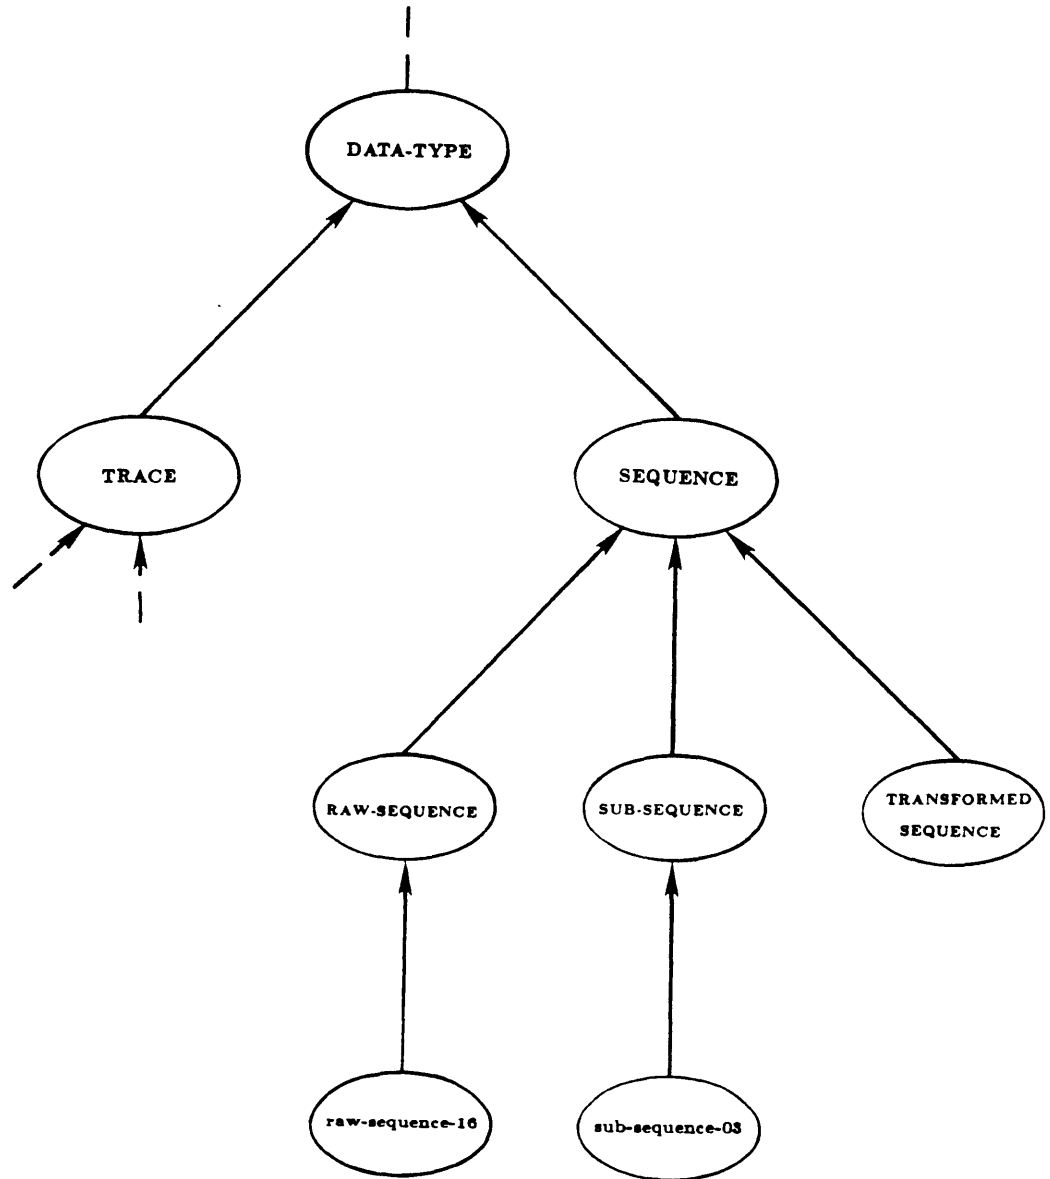 DATA-TYPE
TRACE
SEQUENCE
RAW-SEQUENCE
SUB-SEQUENCE
TRANSFORMED
SEQUENCE
raw-sequence-16
sub-sequence-03